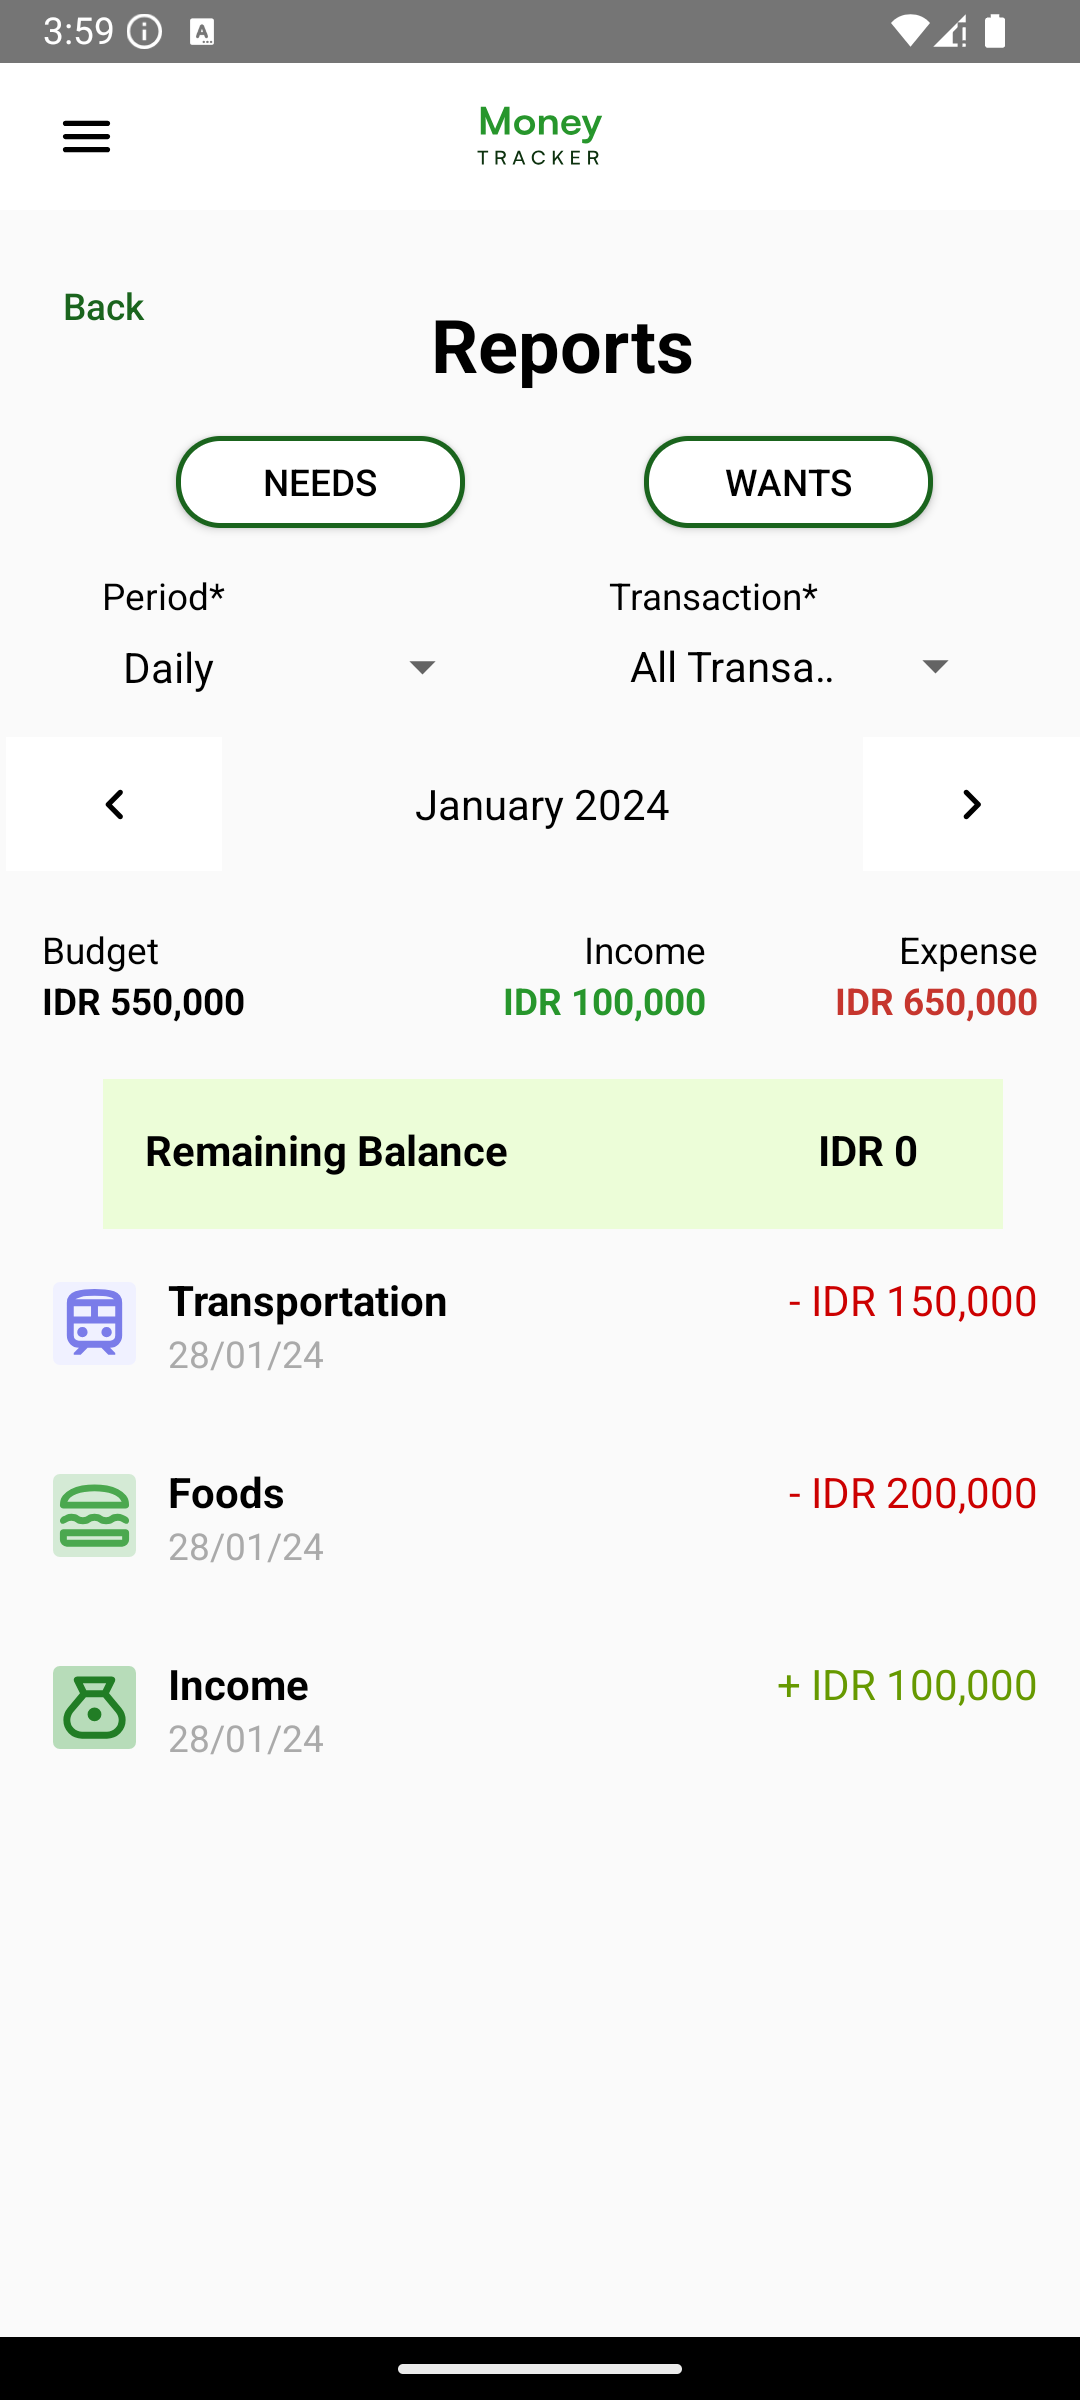 3:59
Money
TRACKER
Back
Reports
NEEDS
WANTS
Period*
Transaction*
Daily
All Transa..
January 2024
Budget
Income
Expense
IDR 550,000
IDR 100,000
IDR 650,000
Remaining Balance
IDR 0
Transportation
- IDR 150,000
28/01/24
Foods
- IDR 200,000
28/01/24
Income
+ IDR 100,000
28/01/24